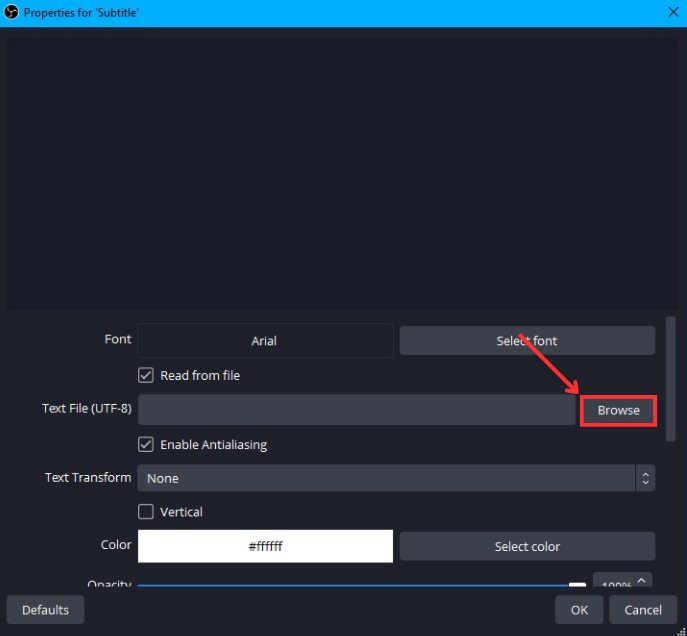 Properties for 'Subtitle'
Font Arial Select font
Read from file
Text File (UTF-8) Browse
Enable Antialiasing
Text Transform None
Vertical
Color #ffffff Select color
Opacity 100%
Defaults OK Cancel